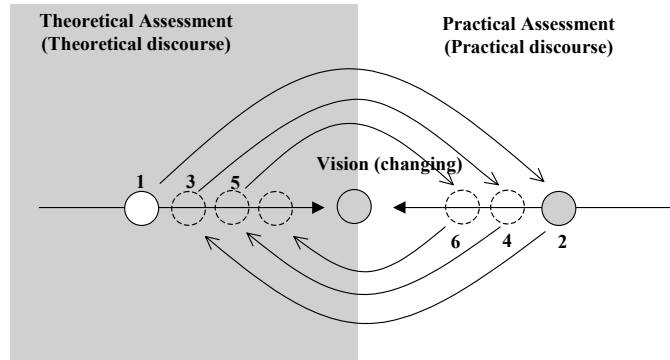 Theoretical Assessment
(Theoretical discourse)
Practical Assessment
(Practical discourse)
Vision (changing)
1
3
5
6
4
2